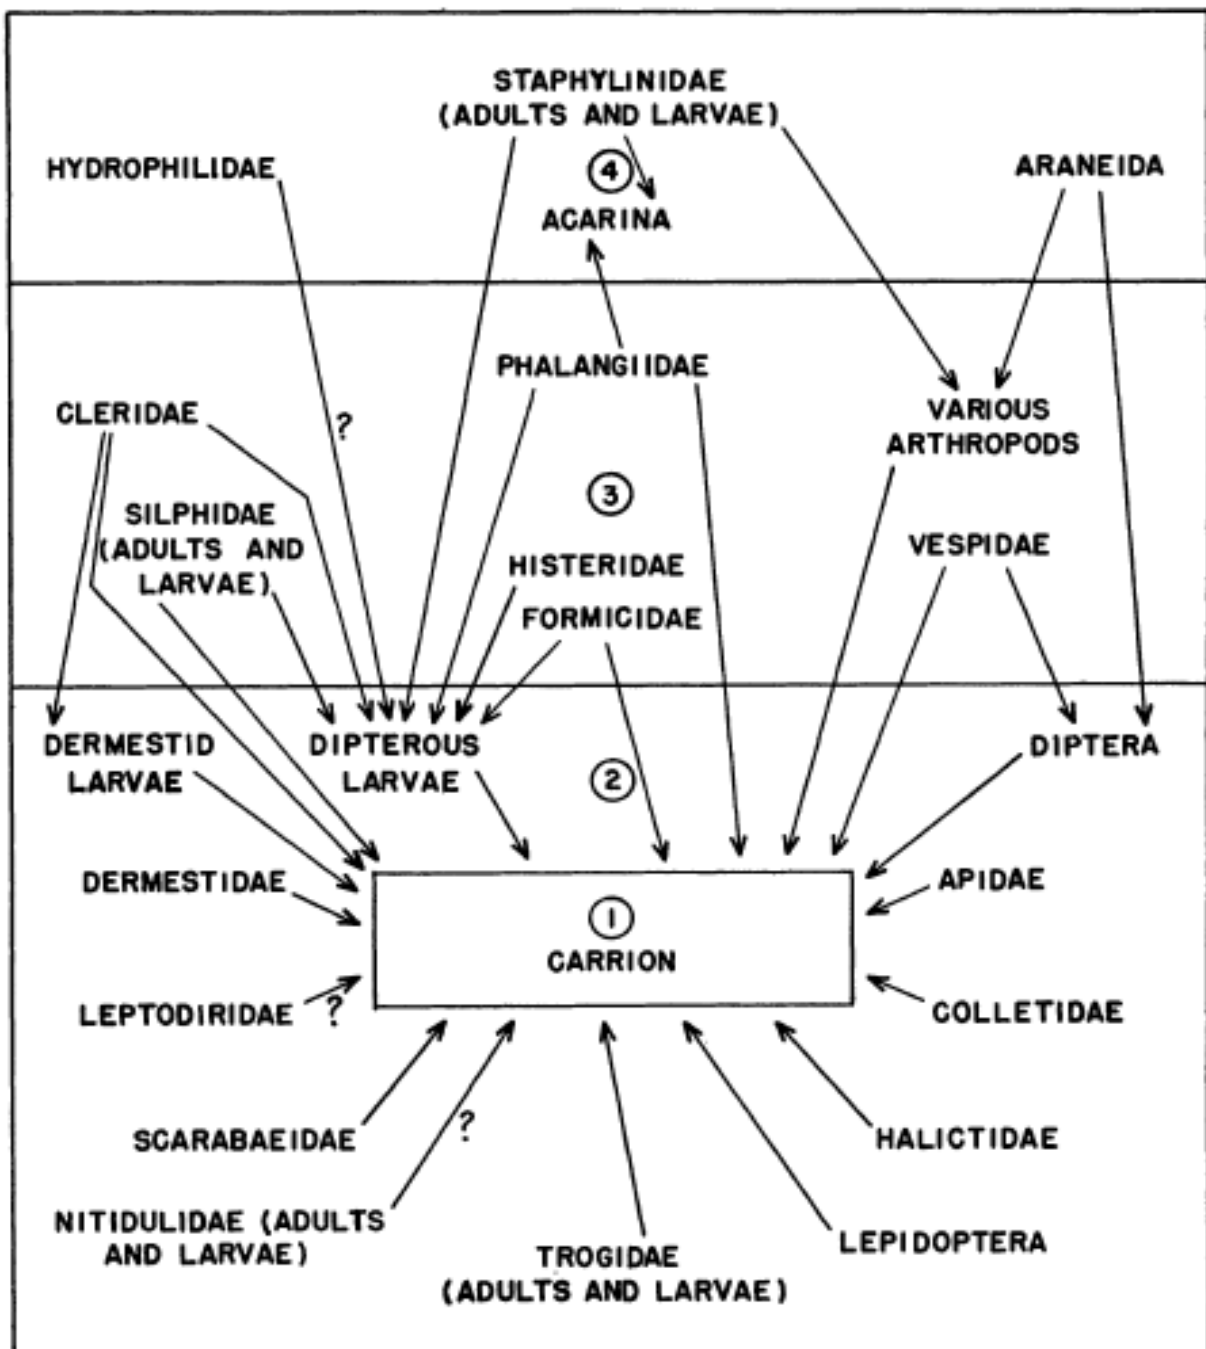 STAPHYLINIDAE
(ADULTS AND LARVAE)
HYDROPHILIDAE
4
ARANEIDA
ACARINA
PHALANGIIDAE
CLERIDAE
?
VARIOUS
ARTHROPODS
3
SILPHIDAE
(ADULTS AND
LARVAE)
VESPIDAE
HISTERIDAE
FORMICIDAE
DERMESTID
LARVAE
DIPTEROUS
LARVAE
2
DIPTERA
DERMESTIDAE
APIDAE
1
CARRION
LEPTODIRIDAE ?
COLLETIDAE
SCARABAEIDAE
?
HALICTIDAE
NITIDULIDAE (ADULTS
AND LARVAE)
LEPIDOPTERA
TROGIDAE
(ADULTS AND LARVAE)